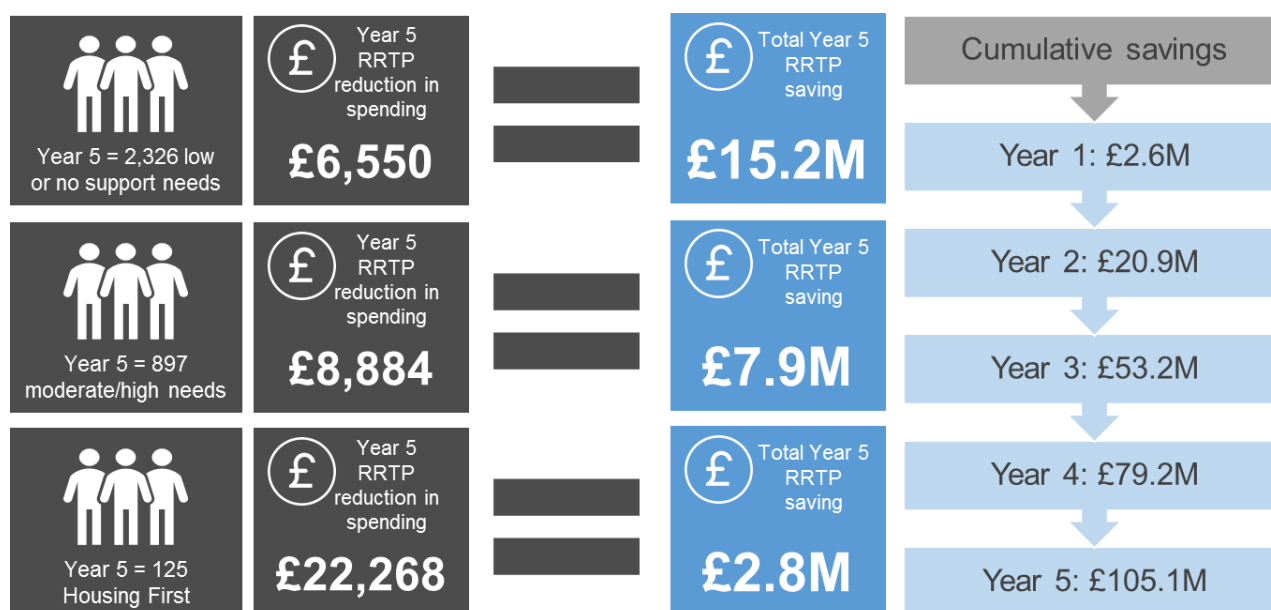 £
Year 5
RRTP
reduction in
spending
£6,550
Year 5 = 2,326 low
or no support needs
£
Total Year 5
RRTP
saving
£15.2M
£
Year 5
RRTP
reduction in
spending
£8,884
Year 5 = 897
moderate/high needs
£
Total Year 5
RRTP
saving
£7.9M
£
Year 5
RRTP
reduction in
spending
£22,268
Year 5 = 125
Housing First
£
Total Year 5
RRTP
saving
£2.8M
Cumulative savings
Year 1: £2.6M
Year 2: £20.9M
Year 3: £53.2M
Year 4: £79.2M
Year 5: £105.1M